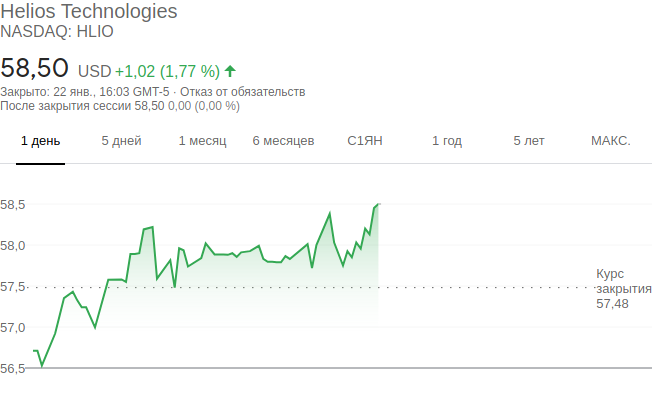 Helios Technologies
NASDAQ: HLIO
58,50 USD +1,02 (1,77 %)
Закрыто: 22 янв., 16:03 GMT-5 · Отказ от обязательств
После закрытия сессии 58,50 0,00 (0,00 %)
1 день 5 дней 1 месяц 6 месяцев С1ЯН 1 год 5 лет МАКС.
58,5
58,0
57,5
57,0
56,5
Курс
закрытия
57,48